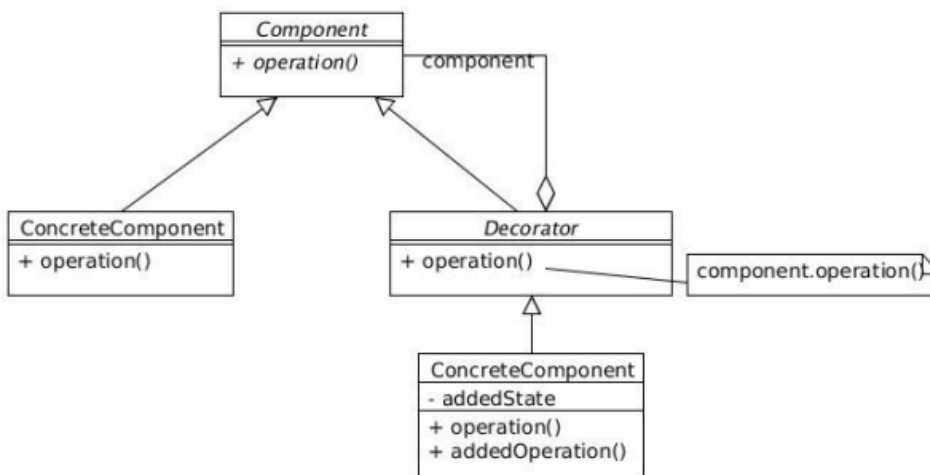 Component
+ operation()
component
ConcreteComponent
+ operation()
Decorator
+ operation()
component.operation()
ConcreteComponent
- addedState
+ operation()
+ addedOperation()